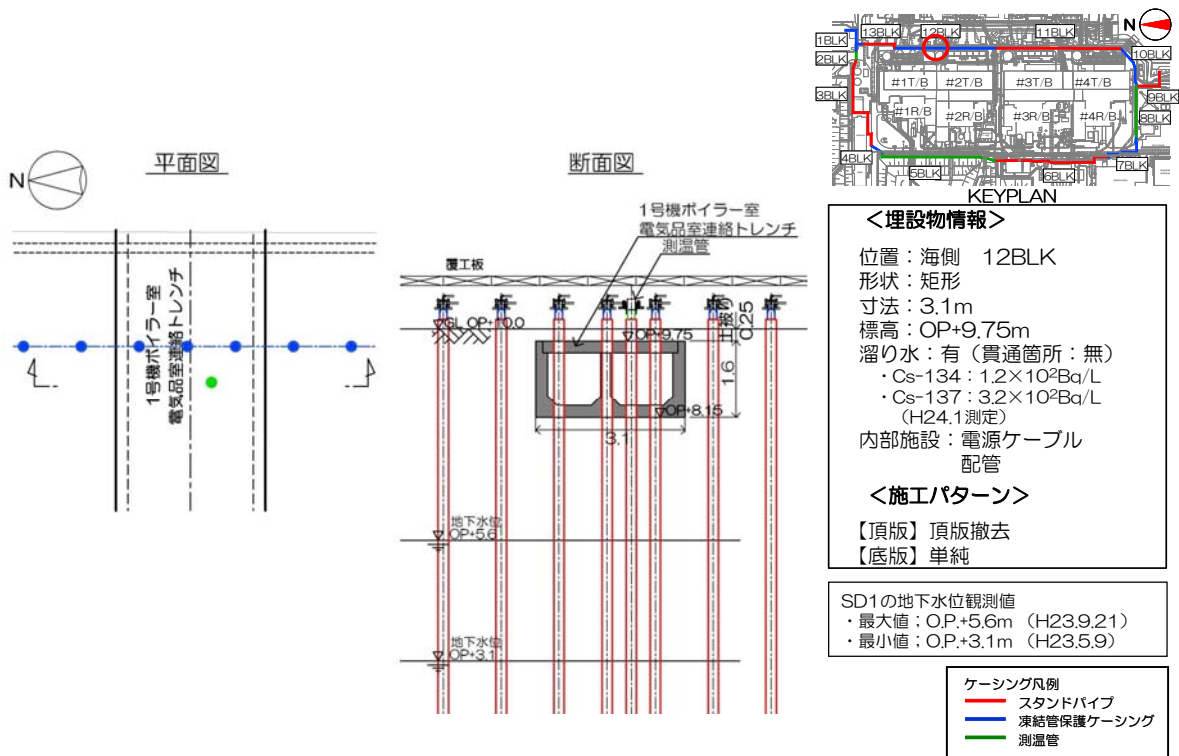 平面図
N
1号機ボイラー室
電気品室連絡トレンチ
断面図
1号機ボイラー室
電気品室連絡トレンチ
測温管
覆工板
GL OP+10.0
土被り
0.25
OP+9.75
1.6
OP+8.15
3.1
地下水位
OP+5.6
地下水位
OP+3.1
N
1BLK
13BLK
12BLK
11BLK
10BLK
2BLK
3BLK
#1T/B
#2T/B
#3T/B
#4T/B
9BLK
8BLK
#1R/B
#2R/B
#3R/B
#4R/B
4BLK
5BLK
6BLK
7BLK
KEYPLAN
<埋設物情報>
位置:海側 12BLK
形状:矩形
寸法:3.1m
標高:OP+9.75m
溜り水:有(貫通箇所:無)
・Cs-134:1.2×10²Bq/L
・Cs-137:3.2×10²Bq/L
(H24.1測定)
内部施設:電源ケーブル
配管
<施工パターン>
【頂版】頂版撤去
【底版】単純
SD1の地下水位観測値
・最大値;O.P.+5.6m (H23.9.21)
・最小値;O.P.+3.1m (H23.5.9)
ケーシング凡例
スタンドパイプ
凍結管保護ケーシング
測温管